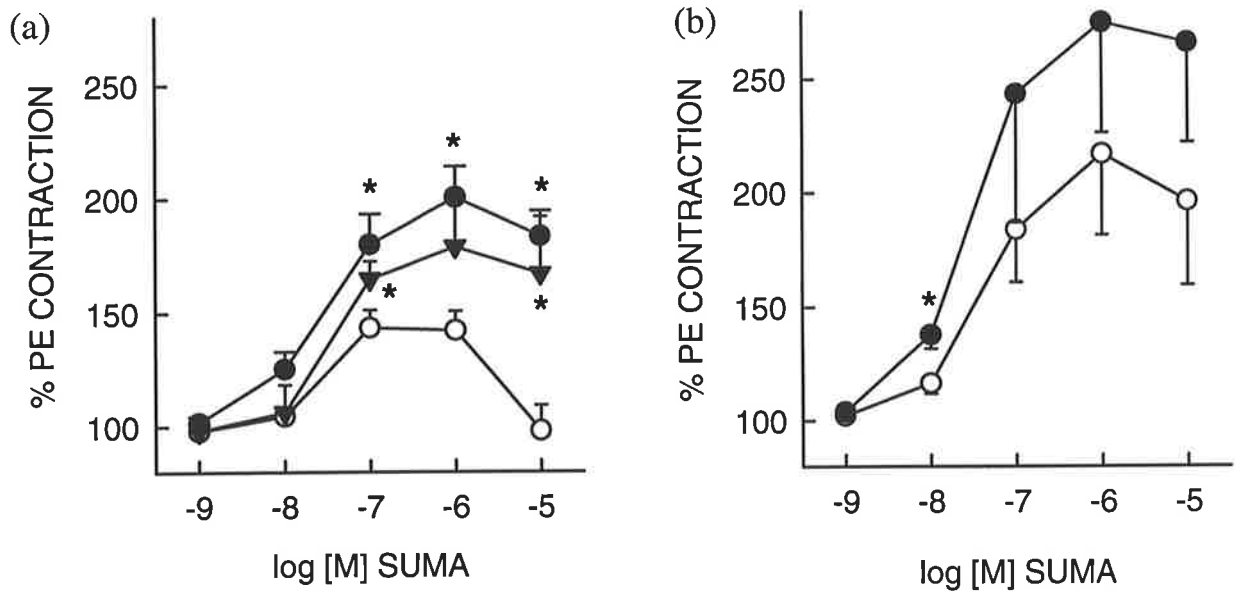 (a)
% PE CONTRACTION
250
200
150
100
* * *
* *
-9 -8 -7 -6 -5
log [M] SUMA
(b)
% PE CONTRACTION
250
200
150
100
*
-9 -8 -7 -6 -5
log [M] SUMA